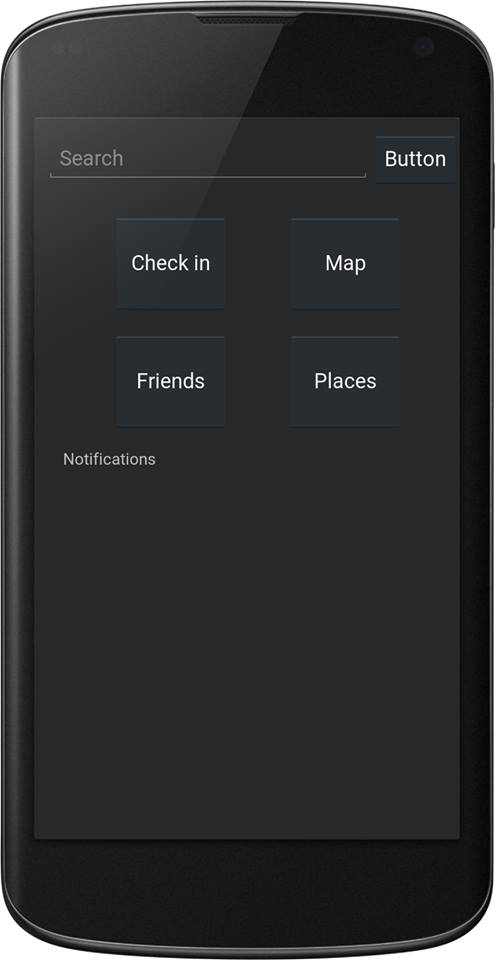 Search Button
Check in Map
Friends Places
Notifications